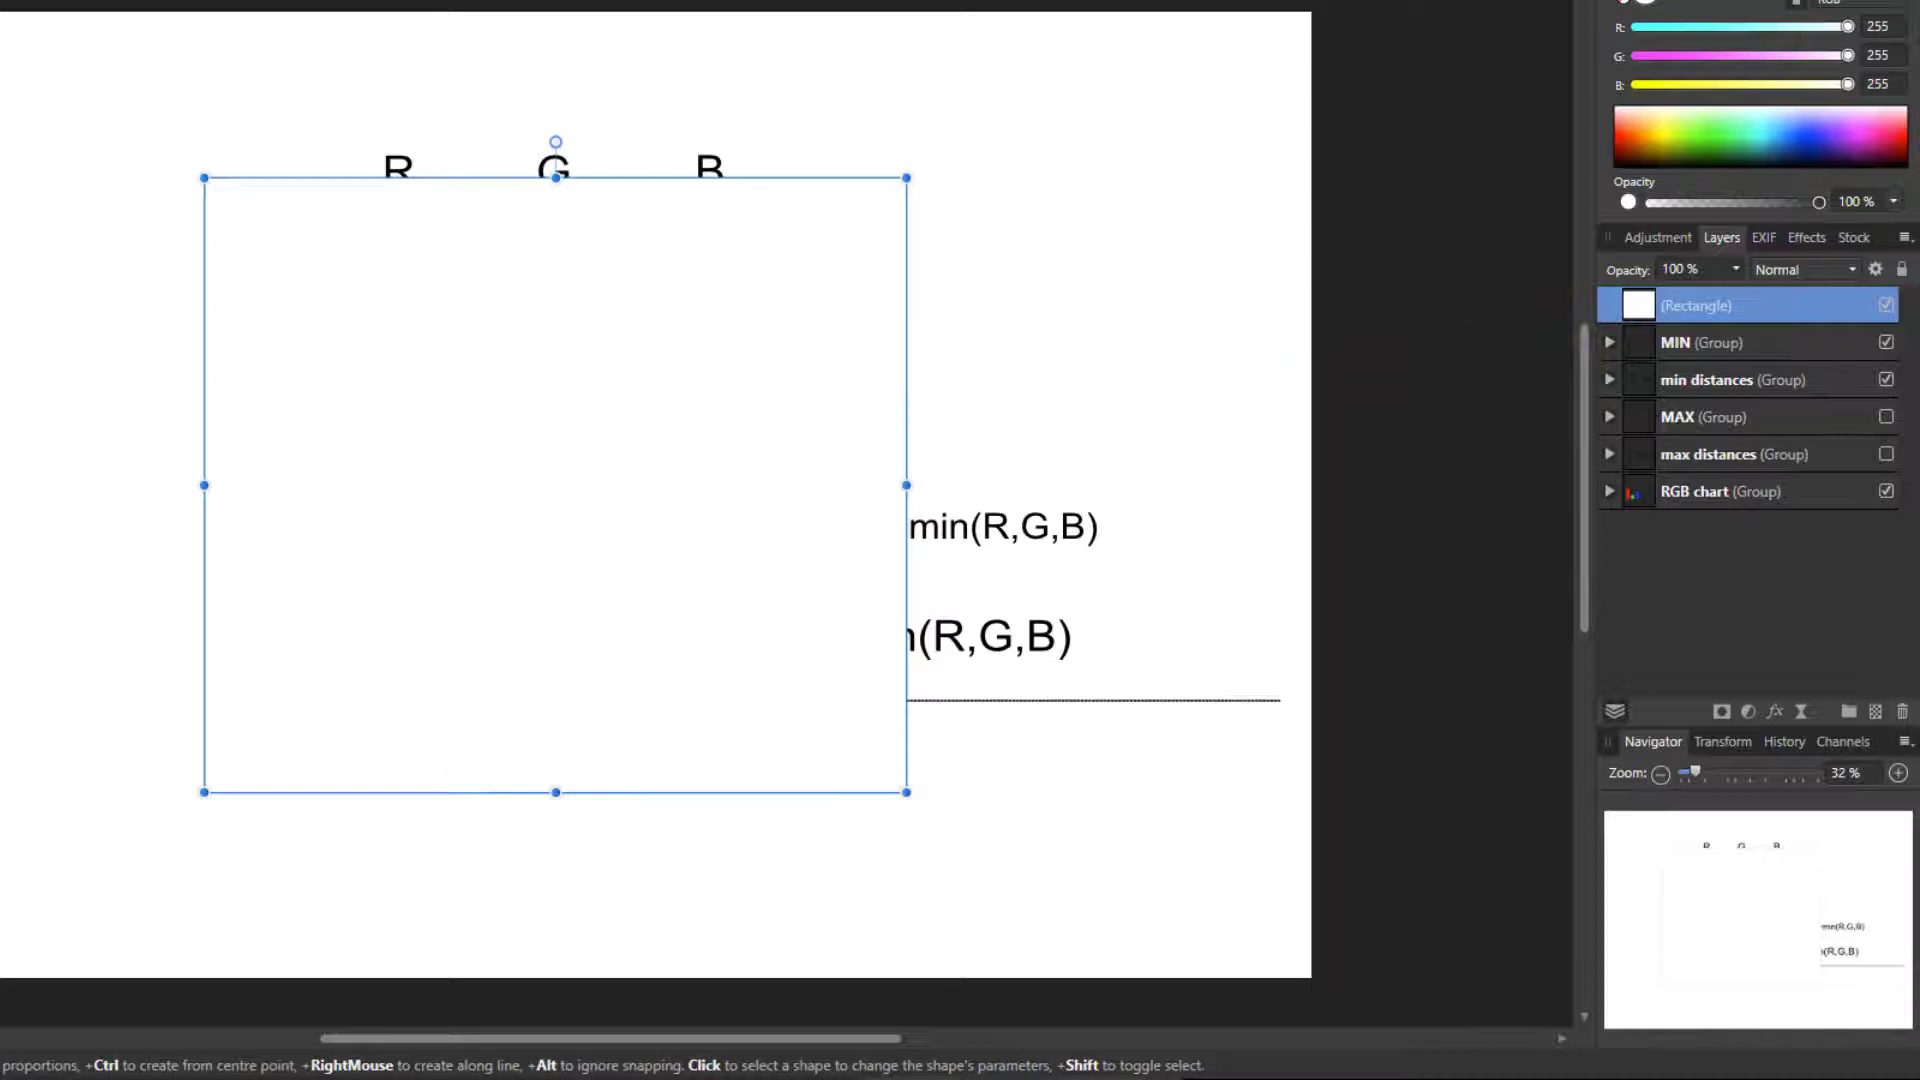 RGB
R: 255
G: 255
B: 255
Opacity
100 %
Adjustment Layers EXIF Effects Stock
Opacity: 100 % Normal
(Rectangle)
MIN (Group)
min distances (Group)
MAX (Group)
max distances (Group)
RGB chart (Group)
fx
Navigator Transform History Channels
Zoom: 32 %
R G B
min(R,G,B)
(R,G,B)
R G B
min(R,G,B)
(R,G,B)
proportions, +Ctrl to create from centre point, +RightMouse to create along line, +Alt to ignore snapping. Click to select a shape to change the shape's parameters, +Shift to toggle select.